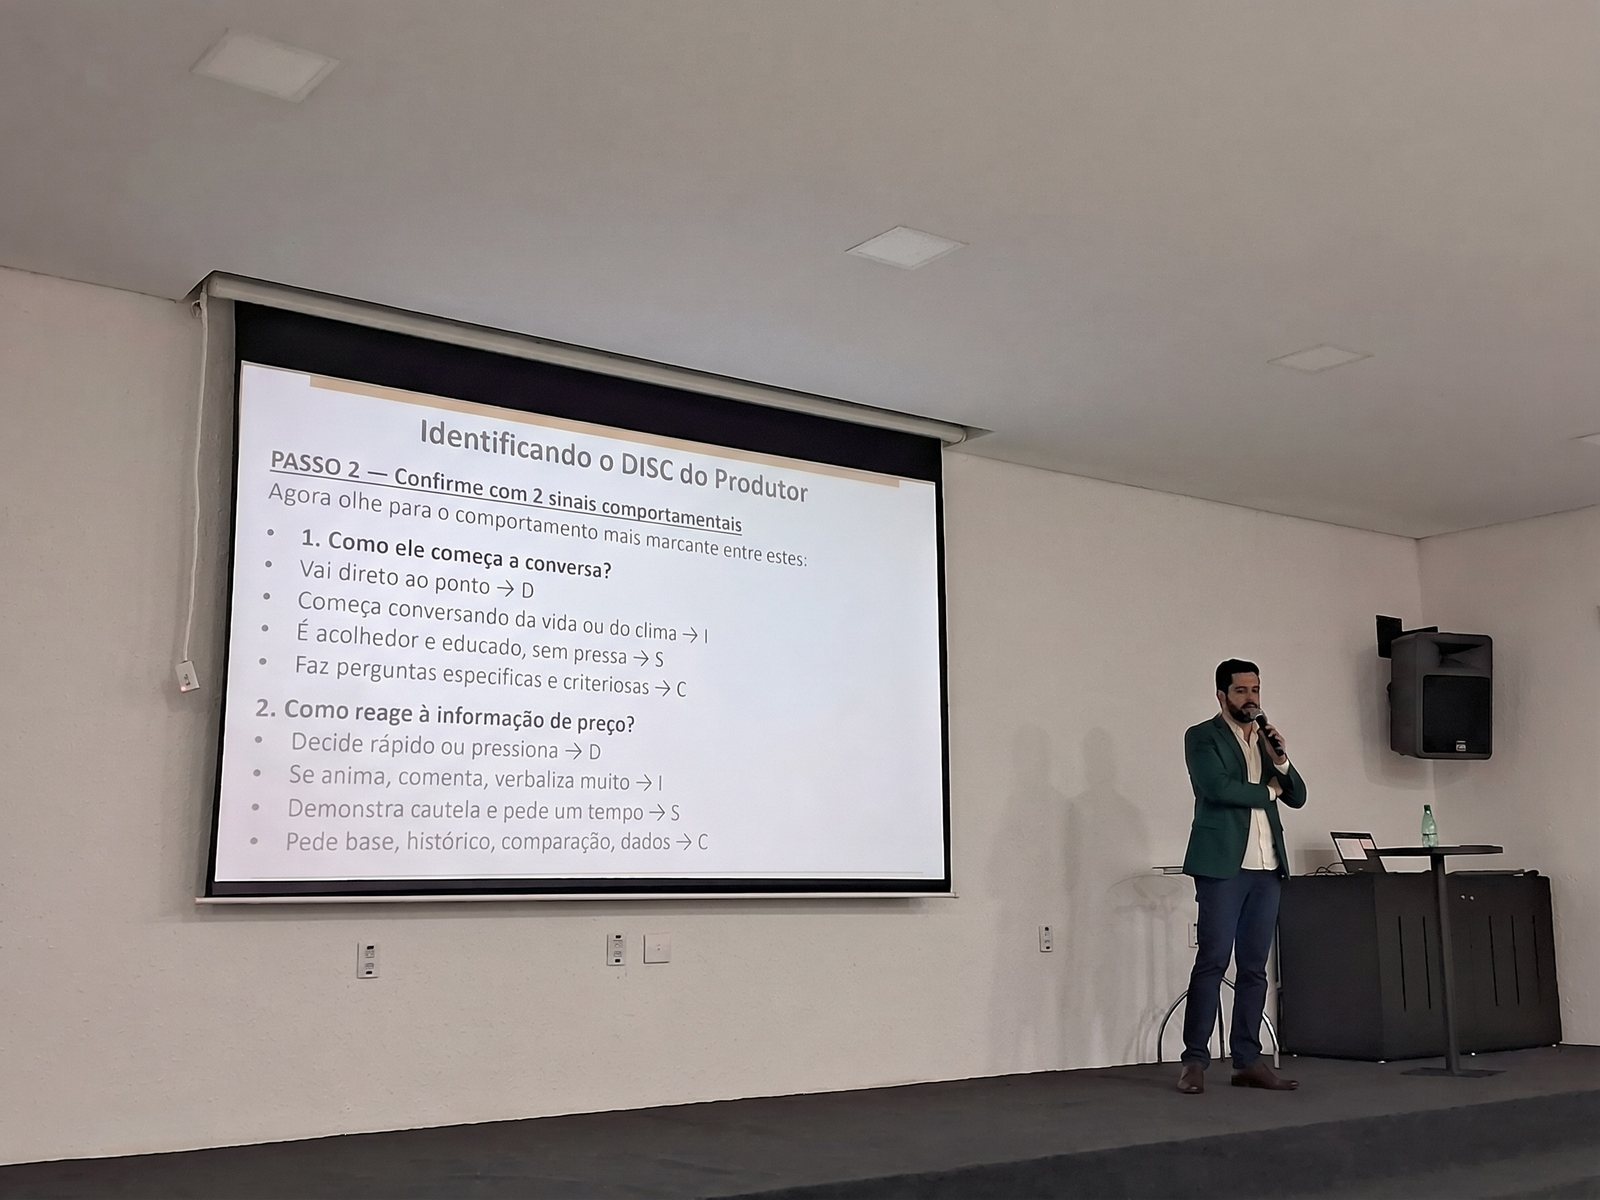 Identificando o DISC do Produtor
PASSO 2 — Confirme com 2 sinais comportamentais
Agora olhe para o comportamento mais marcante entre estes:
• 1. Como ele começa a conversa?
• Vai direto ao ponto → D
• Começa conversando da vida ou do clima → I
• É acolhedor e educado, sem pressa → S
• Faz perguntas especificas e criteriosas → C
2. Como reage à informação de preço?
• Decide rápido ou pressiona → D
• Se anima, comenta, verbaliza muito → I
• Demonstra cautela e pede um tempo → S
• Pede base, histórico, comparação, dados → C